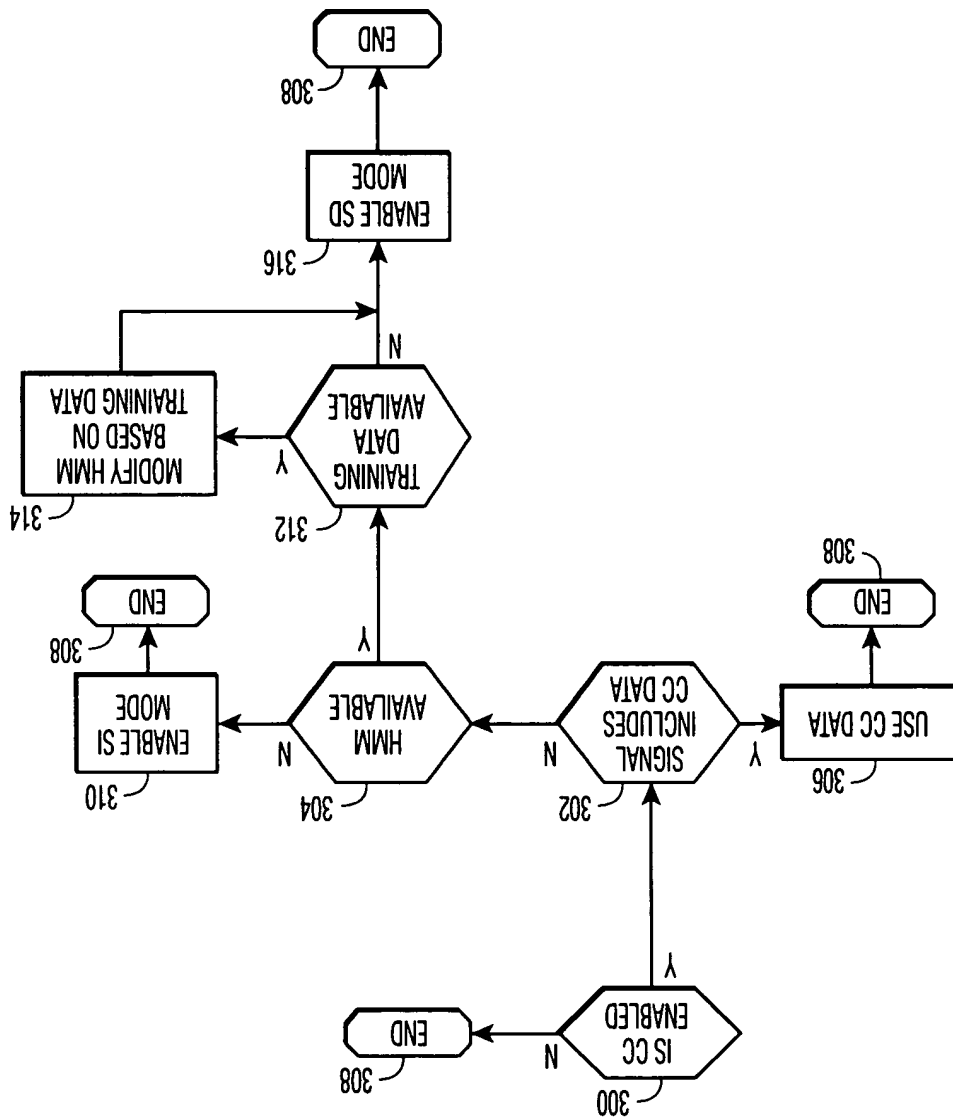 300
IS CC
ENABLED
N
308
END
Y
306
USE CC DATA
308
END
Y
302
SIGNAL
INCLUDES
CC DATA
N
304
HMM
AVAILABLE
N
310
ENABLE SI
MODE
308
END
Y
312
TRAINING
DATA
AVAILABLE
Y
314
MODIFY HMM
BASED ON
TRAINING DATA
N
316
ENABLE SD
MODE
308
END